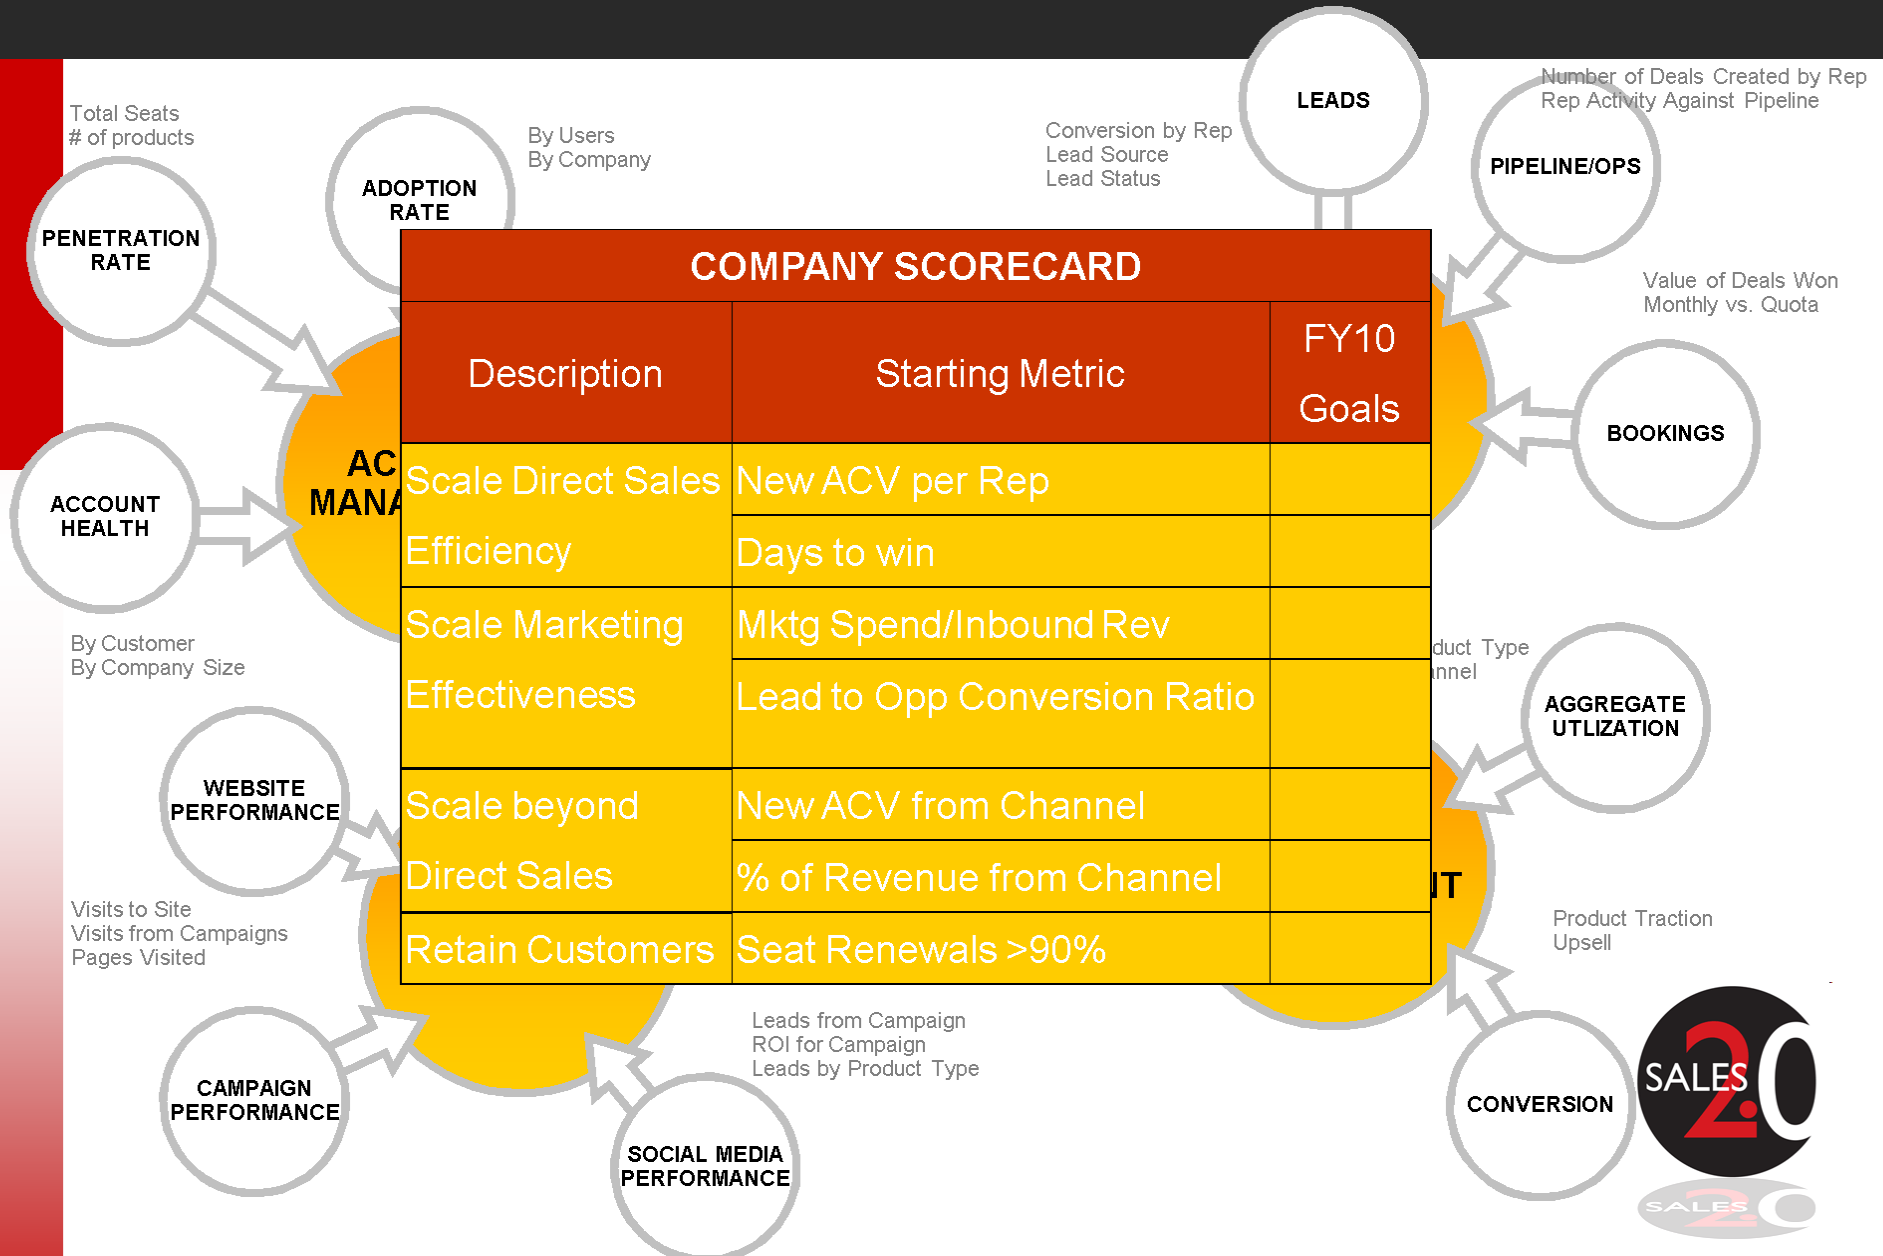 Total Seats
# of products
PENETRATION
RATE
ADOPTION
RATE
By Users
By Company
Conversion by Rep
Lead Source
Lead Status
LEADS
Number of Deals Created by Rep
Rep Activity Against Pipeline
PIPELINE/OPS
Value of Deals Won
Monthly vs. Quota
BOOKINGS
ACCOUNT
HEALTH
By Customer
By Company Size
COMPANY SCORECARD
Description
Starting Metric
FY10
Goals
Scale Direct Sales
Efficiency
New ACV per Rep
Days to win
Scale Marketing
Effectiveness
Mktg Spend/Inbound Rev
Lead to Opp Conversion Ratio
Scale beyond
Direct Sales
New ACV from Channel
% of Revenue from Channel
Retain Customers
Seat Renewals >90%
Type
AGGREGATE
UTLIZATION
WEBSITE
PERFORMANCE
Visits to Site
Visits from Campaigns
Pages Visited
CAMPAIGN
PERFORMANCE
Leads from Campaign
ROI for Campaign
Leads by Product Type
SOCIAL MEDIA
PERFORMANCE
Product Traction
Upsell
CONVERSION
SALES 2.0
SALES 2.0